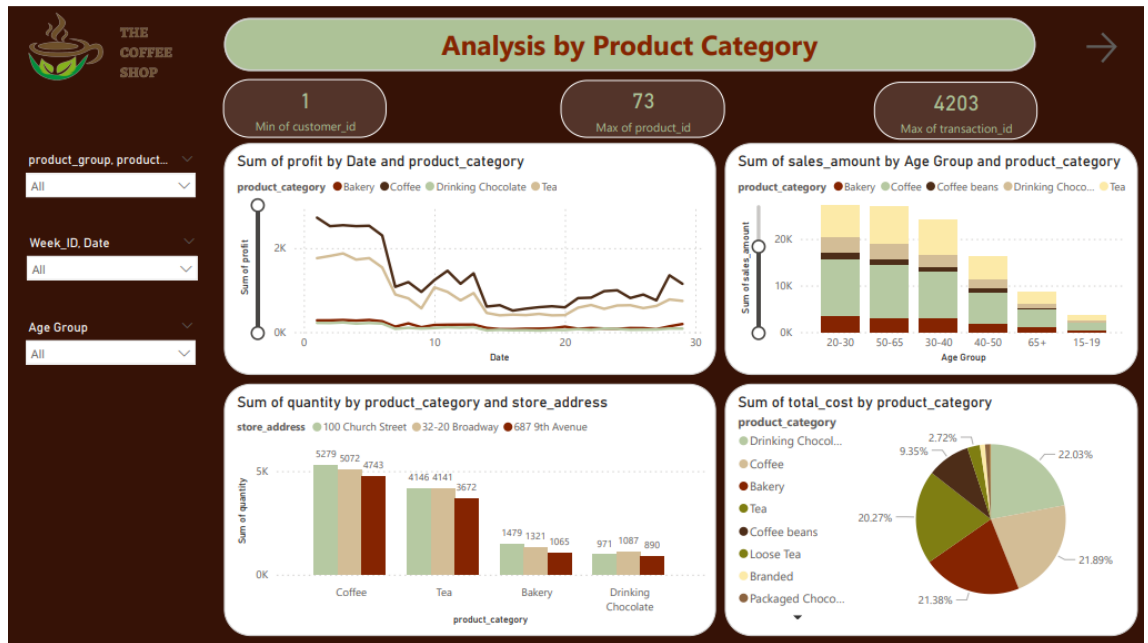 THE
COFFEE
SHOP
Analysis by Product Category
1
Min of customer_id
73
Max of product_id
4203
Max of transaction_id
product_group, product...
All
Week_ID, Date
All
Age Group
All
Sum of profit by Date and product_category
product_category Bakery Coffee Drinking Chocolate Tea
Sum of profit
2K
0K
0 10 20 30
Date
Sum of sales_amount by Age Group and product_category
product_category Bakery Coffee Coffee beans Drinking Choco... Tea
Sum of sales_amount
20K
10K
0K
20-30 50-65 30-40 40-50 65+ 15-19
Age Group
Sum of quantity by product_category and store_address
store_address 100 Church Street 32-20 Broadway 687 9th Avenue
Sum of quantity
5K
0K
5279 5072 4743
4146 4141 3672
1479 1321 1065
971 1087 890
Coffee Tea Bakery Drinking
Chocolate
product_category
Sum of total_cost by product_category
product_category
Drinking Chocol...
Coffee
Bakery
Tea
Coffee beans
Loose Tea
Branded
Packaged Choco...
2.72%
9.35%
22.03%
20.27%
21.89%
21.38%